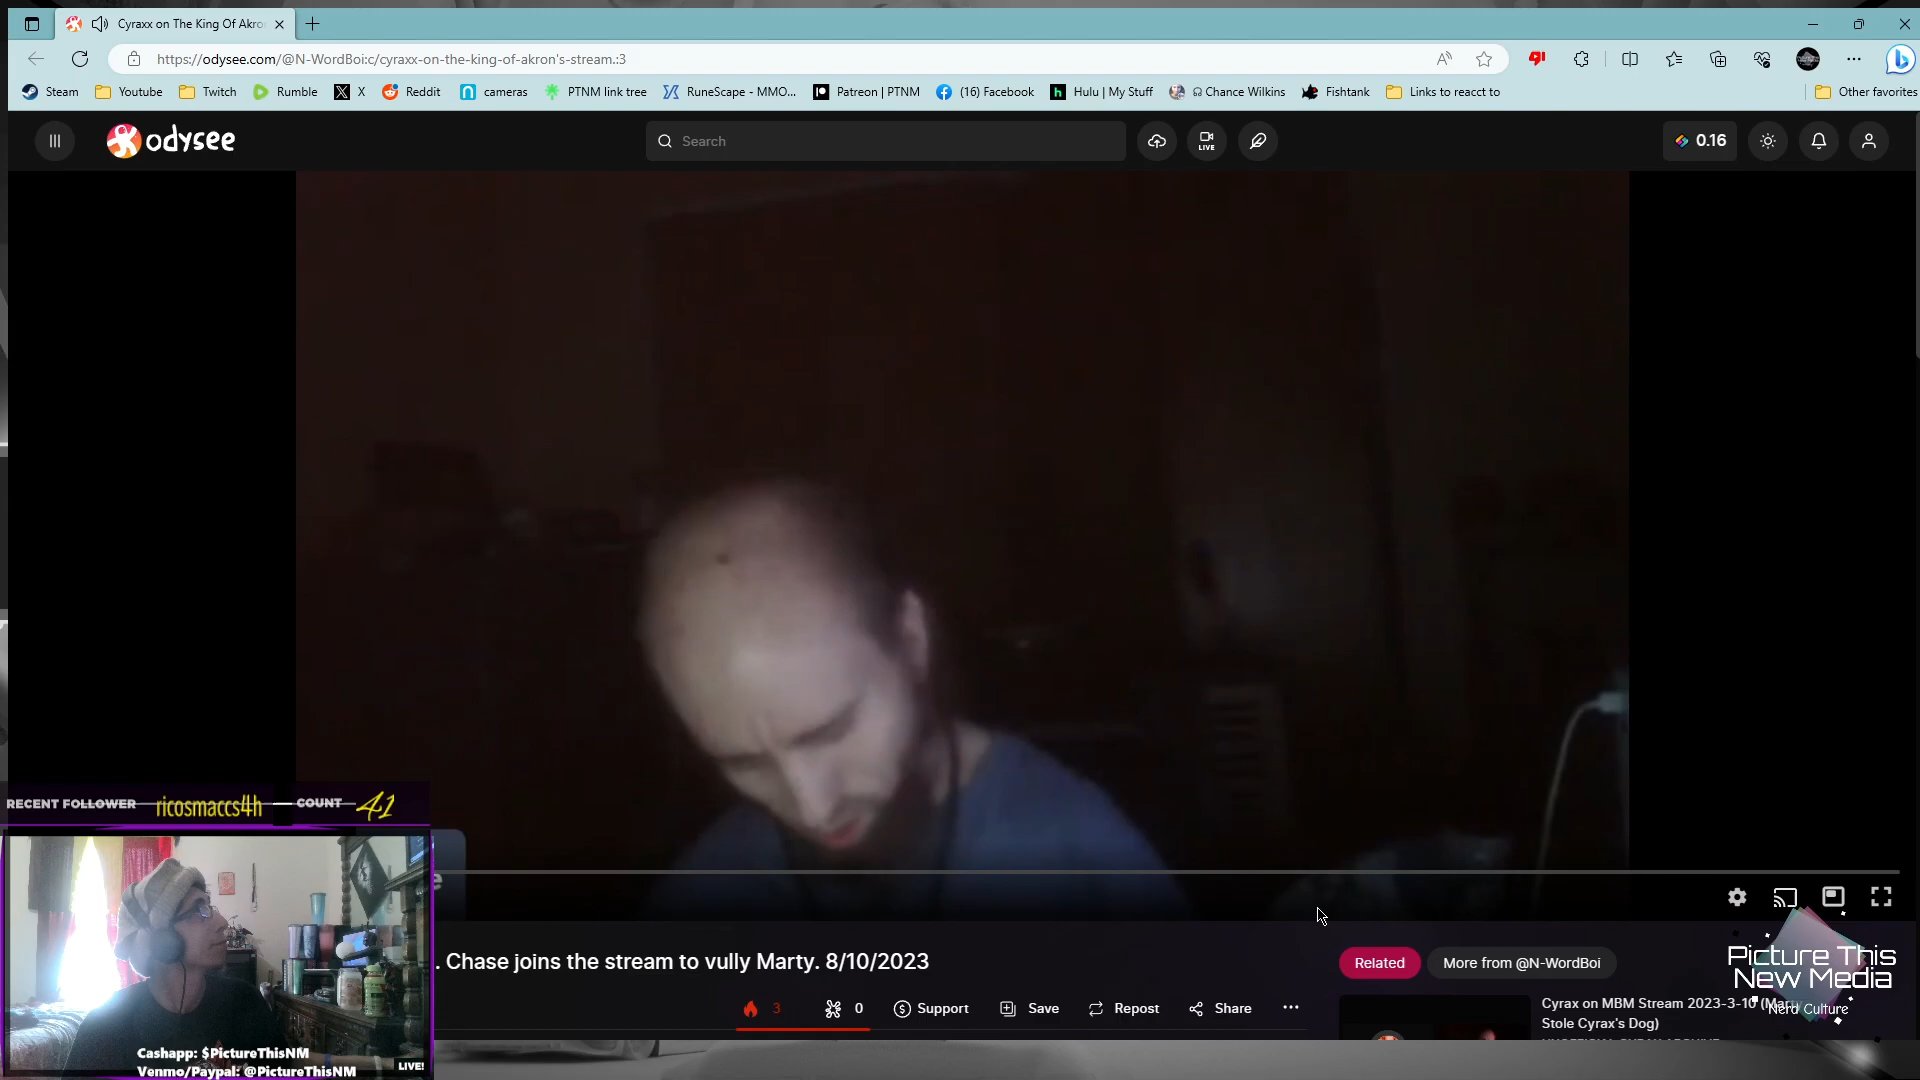 Cyraxx on The King Of Akro
https://odysee.com/@N-WordBoi:c/cyraxx-on-the-king-of-akron's-stream.:3
Steam
Youtube
Twitch
Rumble
X
Reddit
cameras
PTNM link tree
RuneScape - MMO...
Patreon | PTNM
(16) Facebook
Hulu | My Stuff
Chance Wilkins
Fishtank
Links to reacct to
Other favorites
odysee
Search
LIVE
0.16
RECENT FOLLOWER ricosmaccs4h COUNT 41
. Chase joins the stream to vully Marty. 8/10/2023
Related
More from @N-WordBoi
3
0
Support
Save
Repost
Share
Cyrax on MBM Stream 2023-3-10 (Marty
Stole Cyrax's Dog)
Picture This
New Media
Nerd Culture
Cashapp: $PictureThisNM
LIVE!
Venmo/Paypal: @PictureThisNM